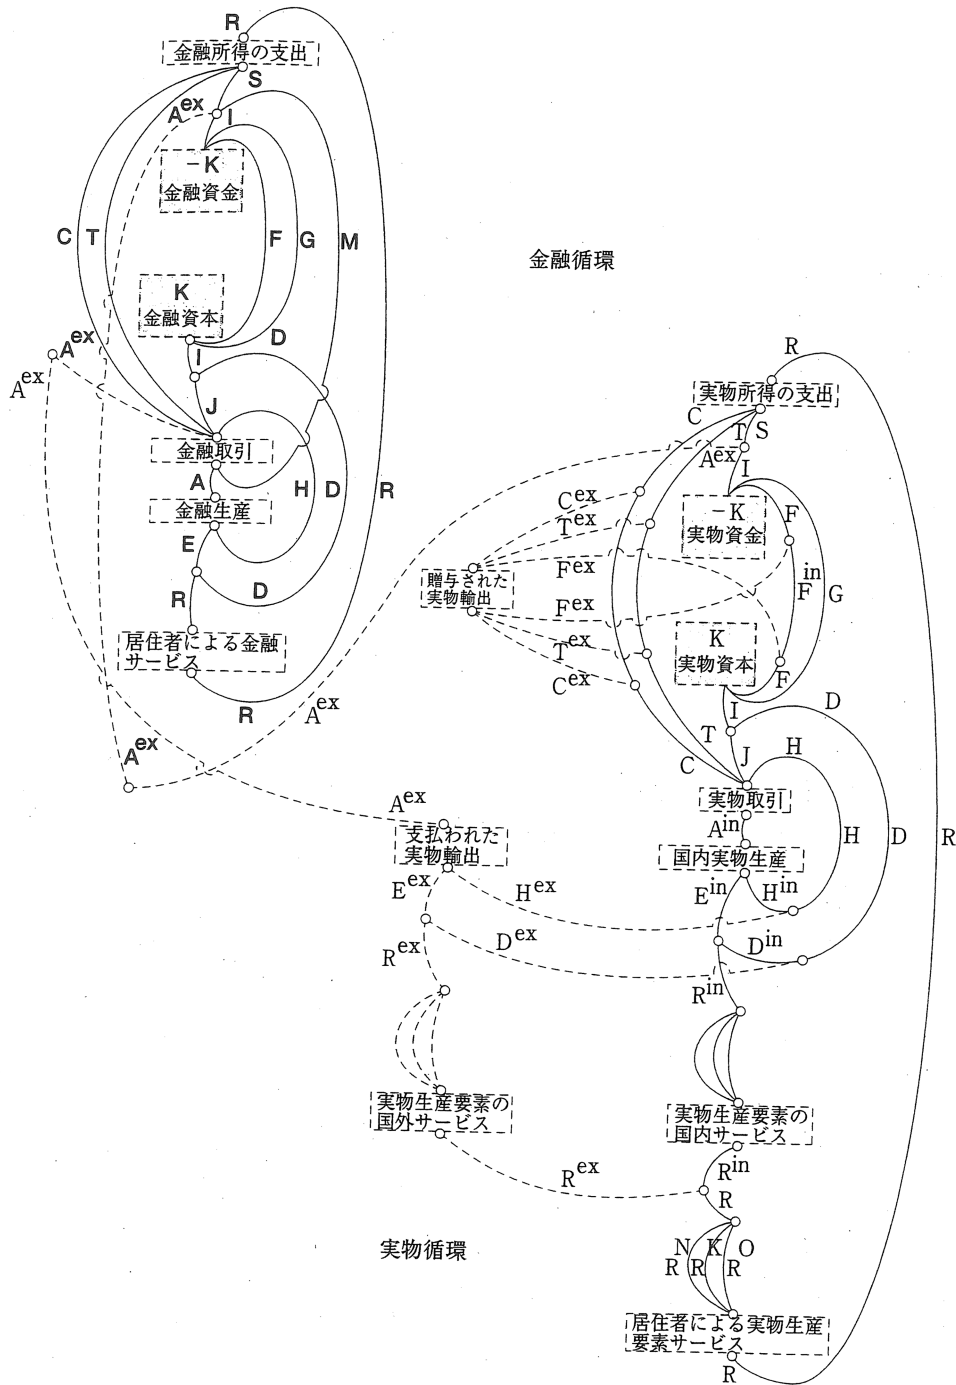 R
金融所得の支出
S
A^ex
I
−K
金融資金
C
T
F
G
M
金融循環
K
金融資本
D
A^ex
A^ex
I
J
金融取引
A
H
D
R
金融生産
E
R
D
居住者による金融
サービス
R
A^ex
A^ex
R
実物所得の支出
C
T
S
A^ex
I
C^ex
T^ex
−K
実物資金
F
F^ex
贈与された
実物輸出
F^ex
F^in
G
T^ex
C^ex
K
実物資本
F
I
D
T
J
H
C
実物取引
A^in
H
D
R
国内実物生産
A^ex
支払われた
実物輸出
E^ex
H^ex
E^in
H^in
D^ex
D^in
R^ex
R^in
実物生産要素の
国外サービス
実物生産要素の
国内サービス
R^ex
R^in
R
実物循環
N
K
O
R
R
R
居住者による実物生産
要素サービス
R